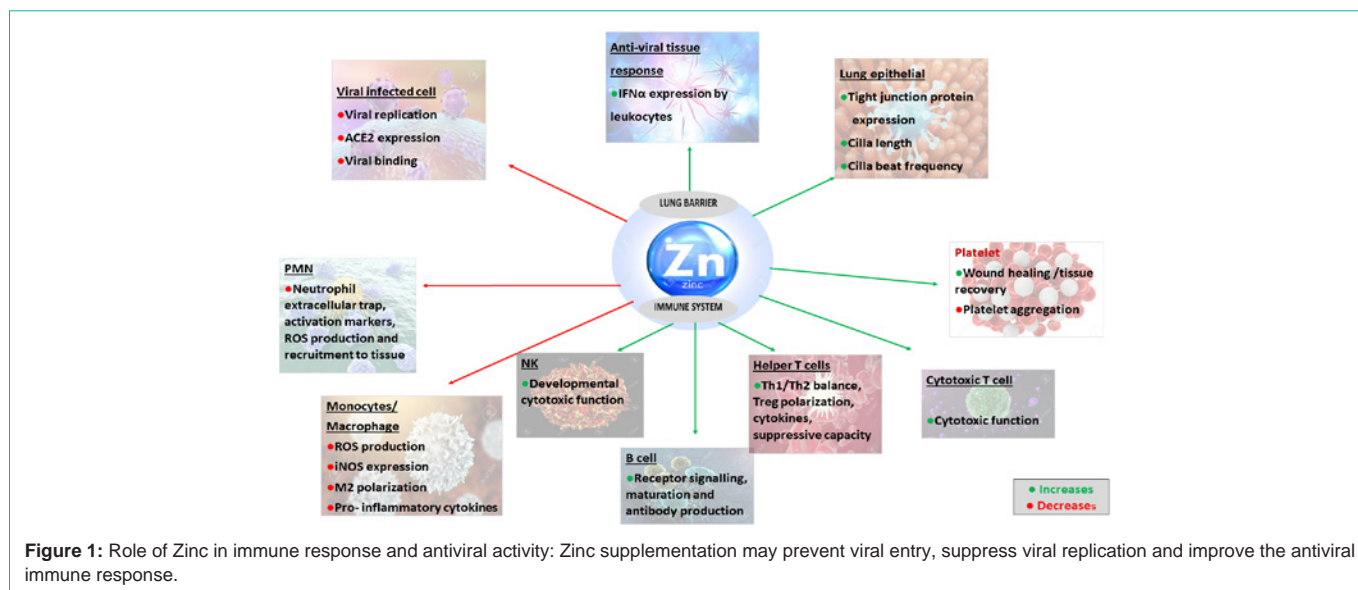 Anti-viral tissue
response
●IFNα expression by
leukocytes
Lung epithelial
●Tight junction protein
expression
●Cilla length
●Cilla beat frequency
Viral infected cell
●Viral replication
●ACE2 expression
●Viral binding
LUNG BARRIER
Zn
zinc
IMMUNE SYSTEM
PMN
●Neutrophil
extracellular trap,
activation markers,
ROS production and
recruitment to tissue
Platelet
●Wound healing /tissue
recovery
●Platelet aggregation
Monocytes/
Macrophage
●ROS production
●iNOS expression
●M2 polarization
●Pro- inflammatory cytokines
NK
●Developmental
cytotoxic function
B cell
●Receptor signalling,
maturation and
antibody production
Helper T cells
●Th1/Th2 balance,
Treg polarization,
cytokines,
suppressive capacity
Cytotoxic T cell
●Cytotoxic function
● Increases
● Decreases
Figure 1: Role of Zinc in immune response and antiviral activity: Zinc supplementation may prevent viral entry, suppress viral replication and improve the antiviral
immune response.